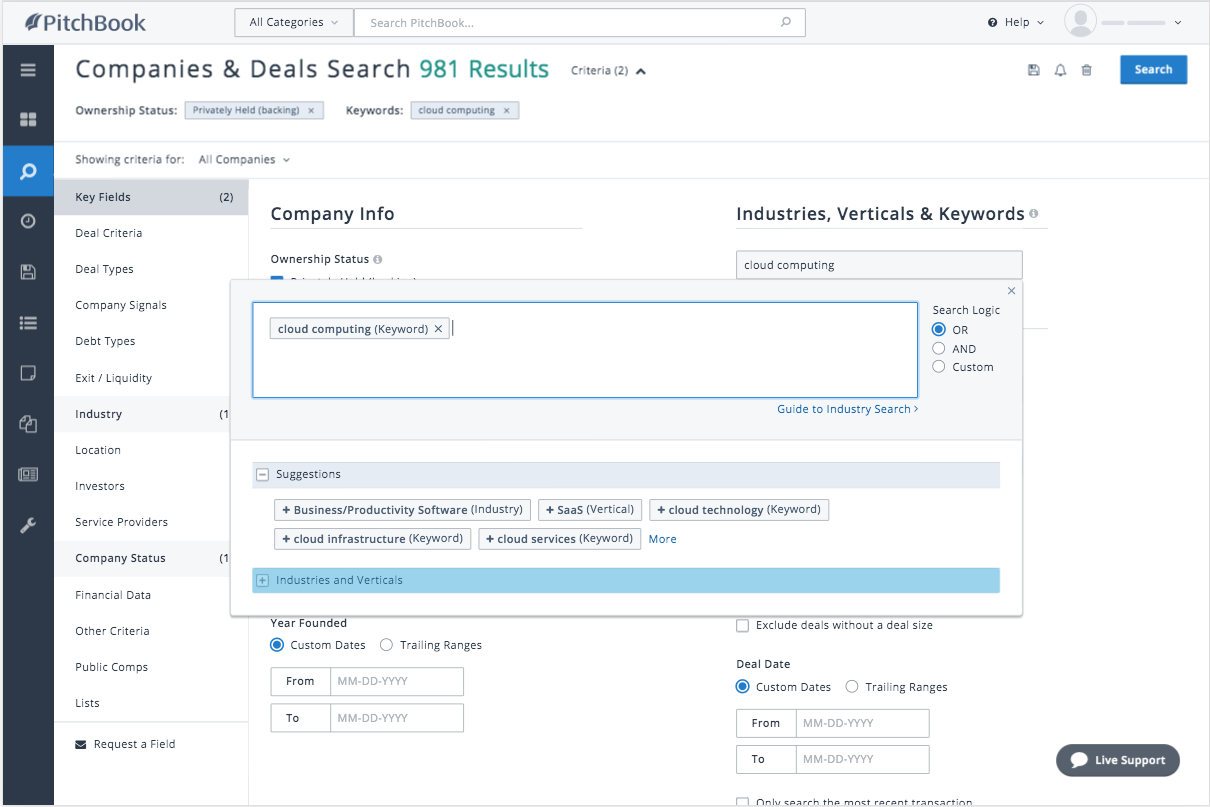 PitchBook
All Categories
Search PitchBook...
Help
Companies & Deals Search 981 Results
Criteria (2)
Search
Ownership Status: Privately Held (backing) × Keywords: cloud computing ×
Showing criteria for: All Companies
Key Fields (2)
Deal Criteria
Deal Types
Company Signals
Debt Types
Exit / Liquidity
Industry (1
Location
Investors
Service Providers
Company Status (1
Financial Data
Other Criteria
Public Comps
Lists
Request a Field
Company Info
Ownership Status
Industries, Verticals & Keywords
cloud computing
cloud computing (Keyword) ×
Search Logic
OR
AND
Custom
Guide to Industry Search >
Suggestions
+ Business/Productivity Software (Industry) + SaaS (Vertical) + cloud technology (Keyword)
+ cloud infrastructure (Keyword) + cloud services (Keyword) More
Industries and Verticals
Year Founded
Custom Dates Trailing Ranges
From MM-DD-YYYY
To MM-DD-YYYY
Exclude deals without a deal size
Deal Date
Custom Dates Trailing Ranges
From MM-DD-YYYY
To MM-DD-YYYY
Only search the most recent transaction
Live Support